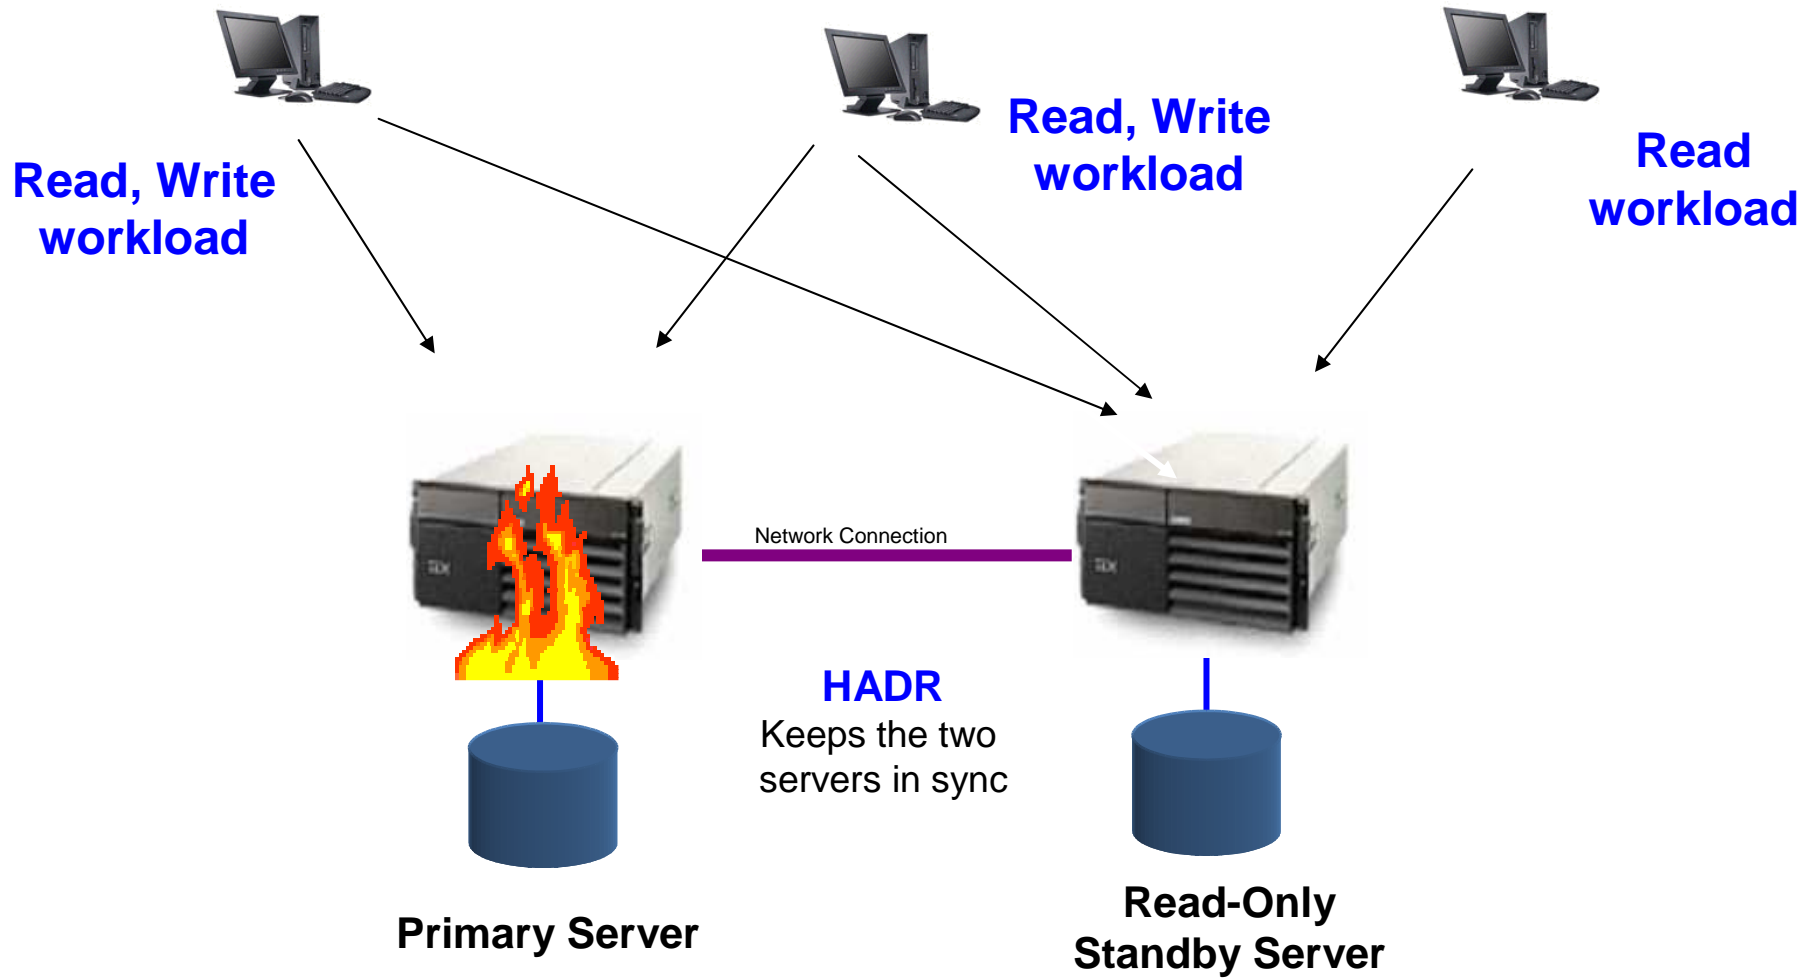 Read, Write
workload
Read, Write
workload
Read
workload
Network Connection
HADR
Keeps the two
servers in sync
Primary Server
Read-Only
Standby Server